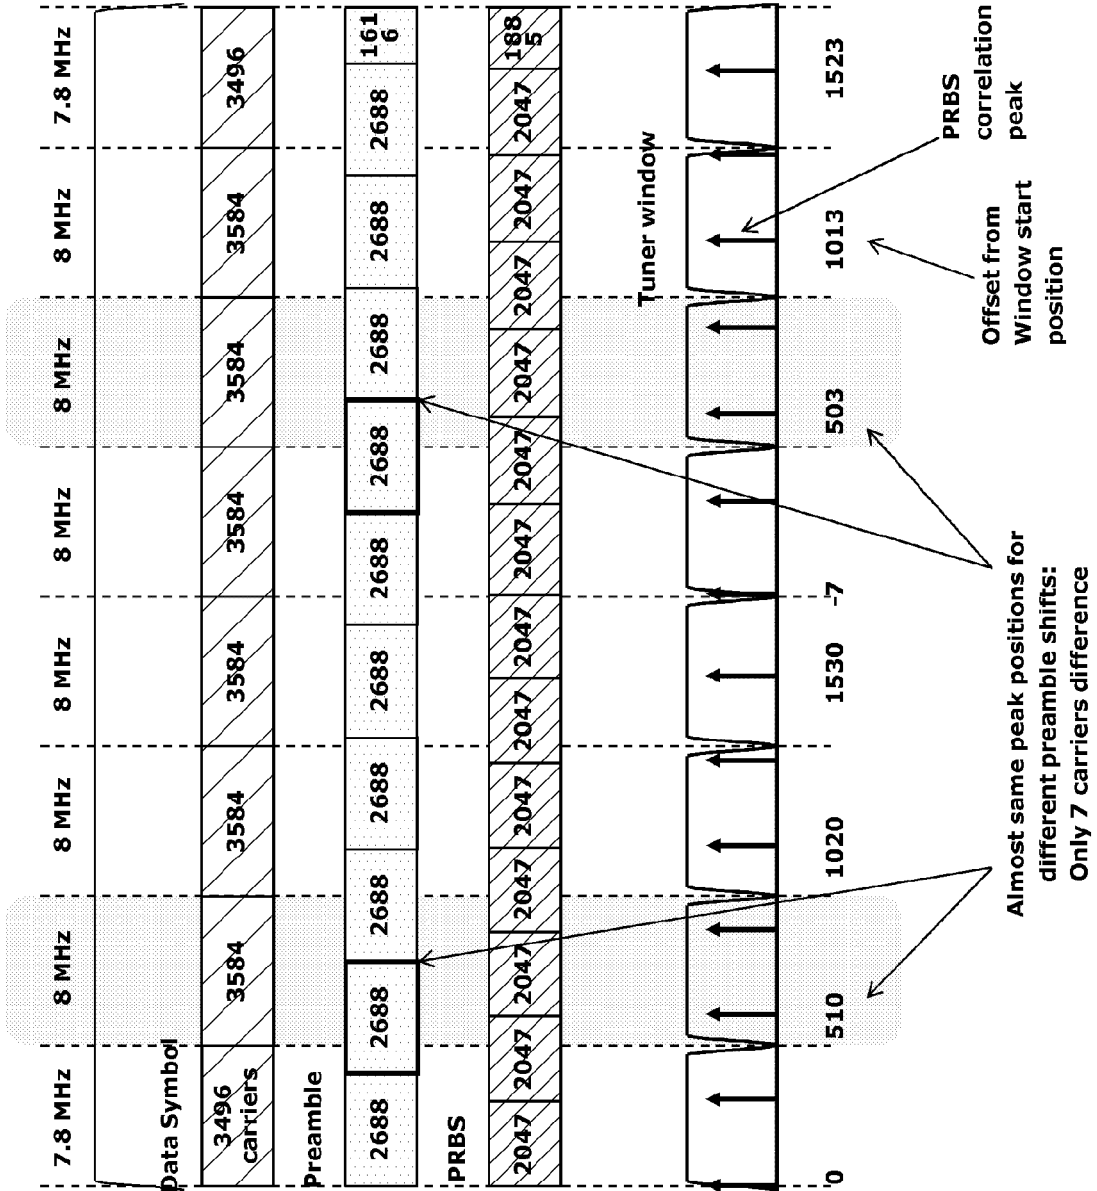 7.8 MHz 8 MHz 8 MHz 8 MHz 8 MHz 8 MHz 8 MHz 7.8 MHz
Data Symbol
3496
carriers
3584 3584 3584 3584 3584 3584 3496
Preamble
2688 2688 2688 2688 2688 2688 2688 2688 2688 2688 161
6
PRBS
2047 2047 2047 2047 2047 2047 2047 2047 2047 2047 2047 2047 2047 188
5
Tuner window
0 510 1020 1530 -7 503 1013 1523
PRBS
correlation
peak
Offset from
Window start
position
Almost same peak positions for
different preamble shifts:
Only 7 carriers difference